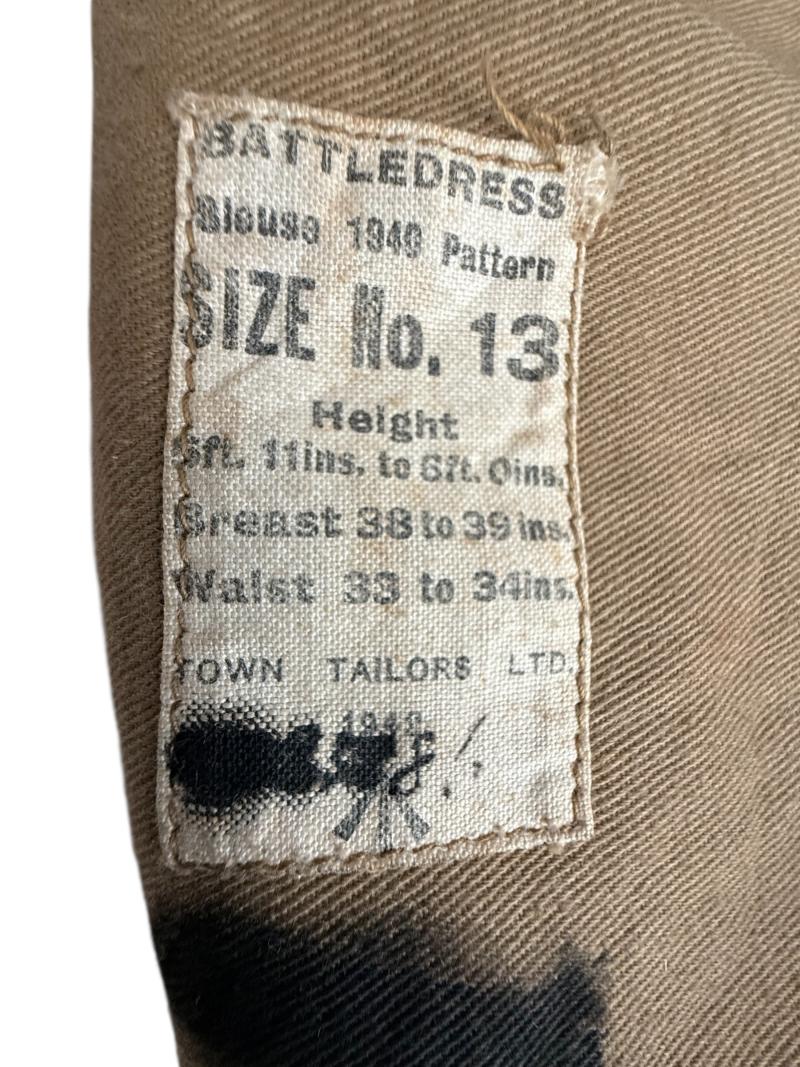 BATTLEDRESS
Blouse 1940 Pattern
SIZE No. 13
Height
5ft. 11ins. to 6ft. 0ins.
Breast 38 to 39 ins.
Waist 33 to 34ins.
TOWN TAILORS LTD.